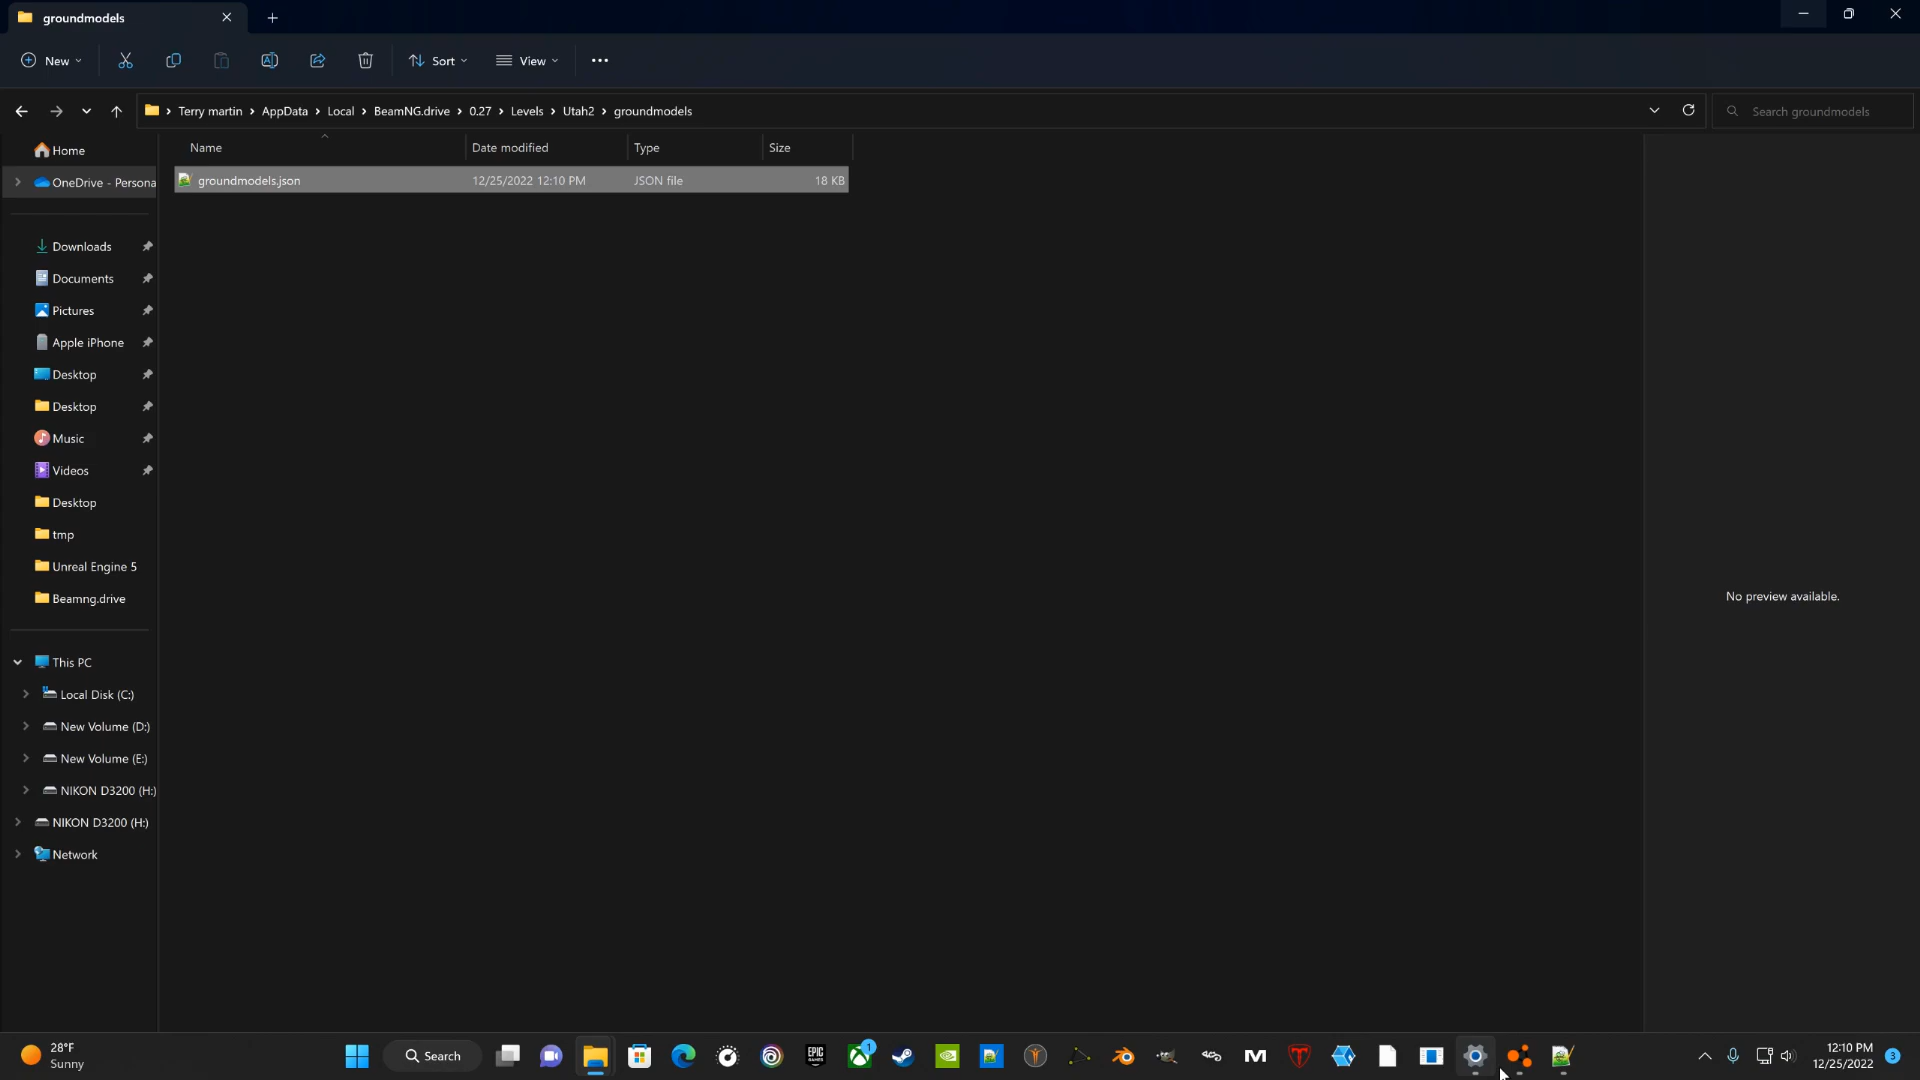 groundmodels
New
Sort
View
Terry martin
AppData
Local
BeamNG.drive
0.27
Levels
Utah2
groundmodels
Search groundmodels
Name
Date modified
Type
Size
groundmodels.json
12/25/2022 12:10 PM
JSON file
18 KB
Home
OneDrive - Persona
Downloads
Documents
Pictures
Apple iPhone
Desktop
Desktop
Music
Videos
Desktop
tmp
Unreal Engine 5
Beamng.drive
This PC
Local Disk (C:)
New Volume (D:)
New Volume (E:)
NIKON D3200 (H:)
NIKON D3200 (H:)
Network
No preview available.
28°F
Sunny
Search
EPIC
GAMES
1
12:10 PM
12/25/2022
3